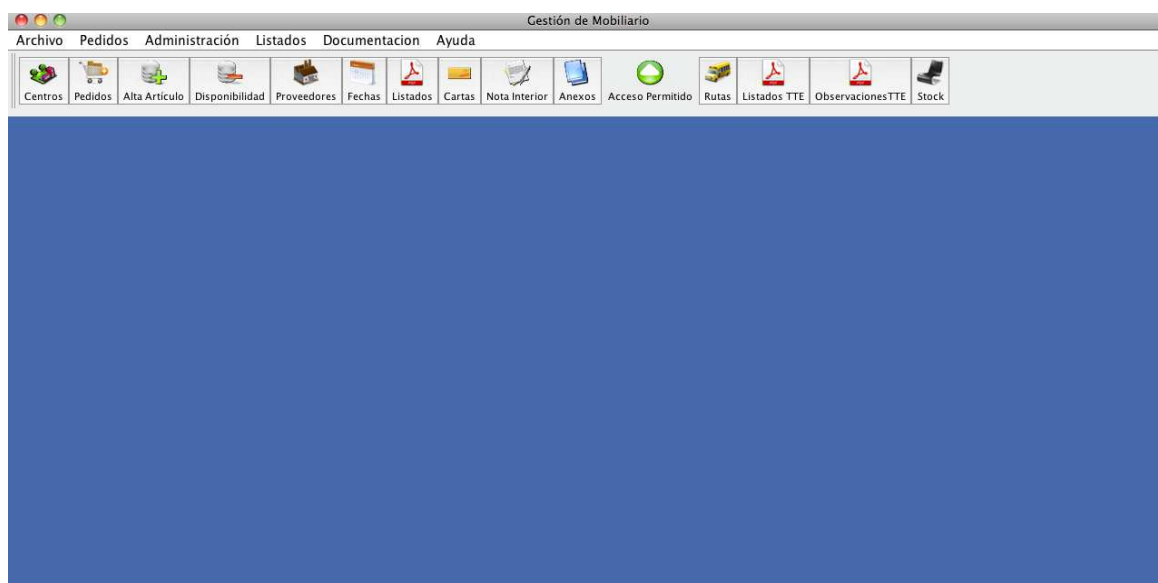 Gestión de Mobiliario
Archivo Pedidos Administración Listados Documentacion Ayuda
Centros Pedidos Alta Articulo Disponibilidad Proveedores Fechas Listados Cartas Nota Interior Anexos Acceso Permitido Rutas Listados TTE ObservacionesTTE Stock